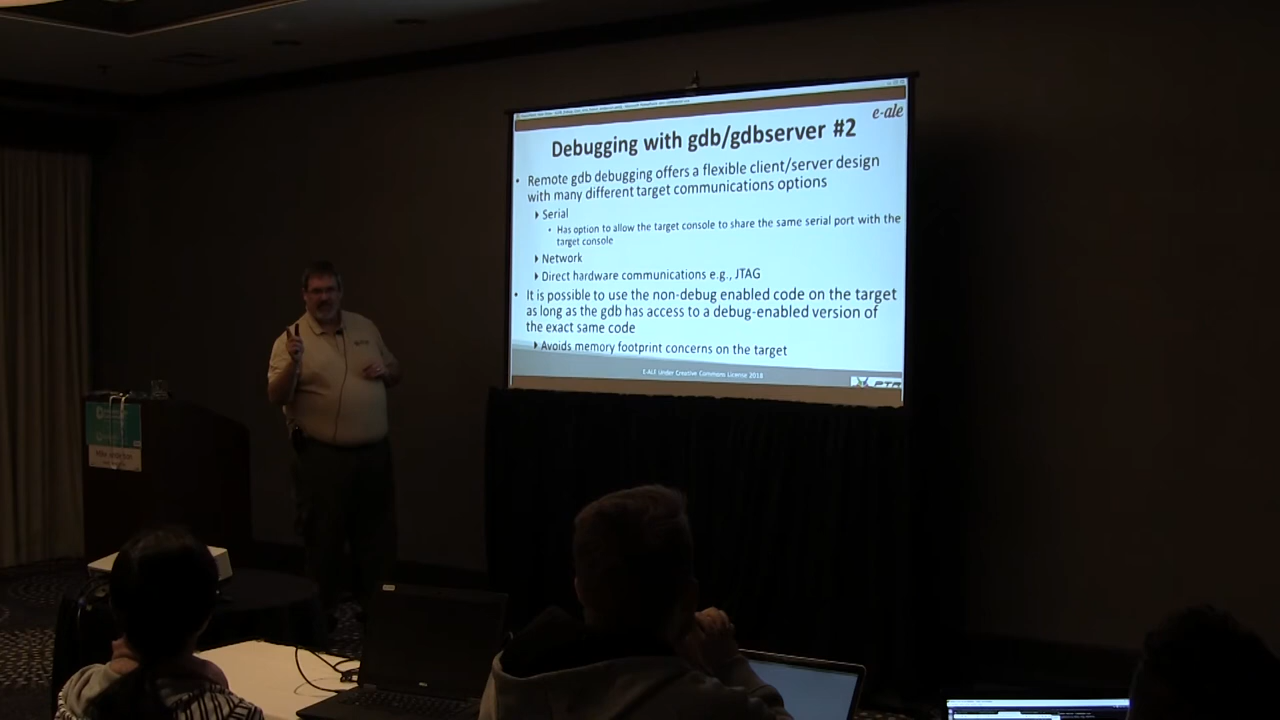 e-ale
Debugging with gdb/gdbserver #2
• Remote gdb debugging offers a flexible client/server design
with many different target communications options
Serial
• Has option to allow the target console to share the same serial port with the
target console
Network
Direct hardware communications e.g., JTAG
• It is possible to use the non-debug enabled code on the target
as long as the gdb has access to a debug-enabled version of
the exact same code
Avoids memory footprint concerns on the target
E-ALE Under Creative Commons License 2018